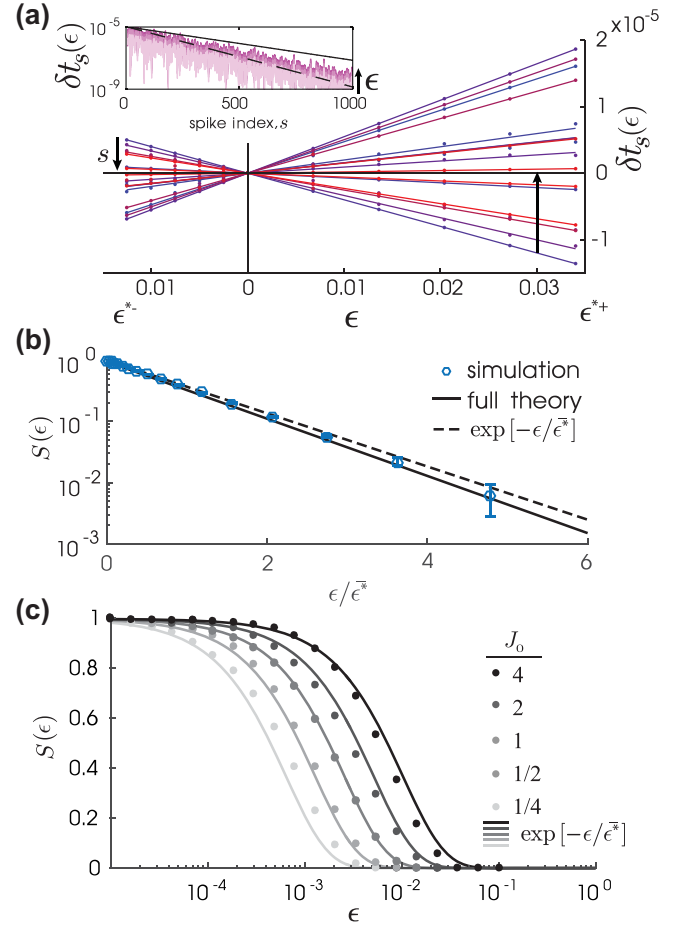 (a)
δt_s(ϵ)
10^-5
10^-9
0 500 1000
spike index, s
ϵ
s
2 ×10^-5
1
0
-1
δt_s(ϵ)
0.01 0 0.01 0.02 0.03
ϵ*- ϵ ϵ*+
(b)
S(ϵ)
10^0
10^-1
10^-2
10^-3
simulation
full theory
exp [−ϵ/ϵ̄*]
0 2 4 6
ϵ/ϵ̄*
(c)
S(ϵ)
1
0.8
0.6
0.4
0.2
0
J_o
4
2
1
1/2
1/4
exp [−ϵ/ϵ̄*]
10^-4 10^-3 10^-2 10^-1 10^0
ϵ